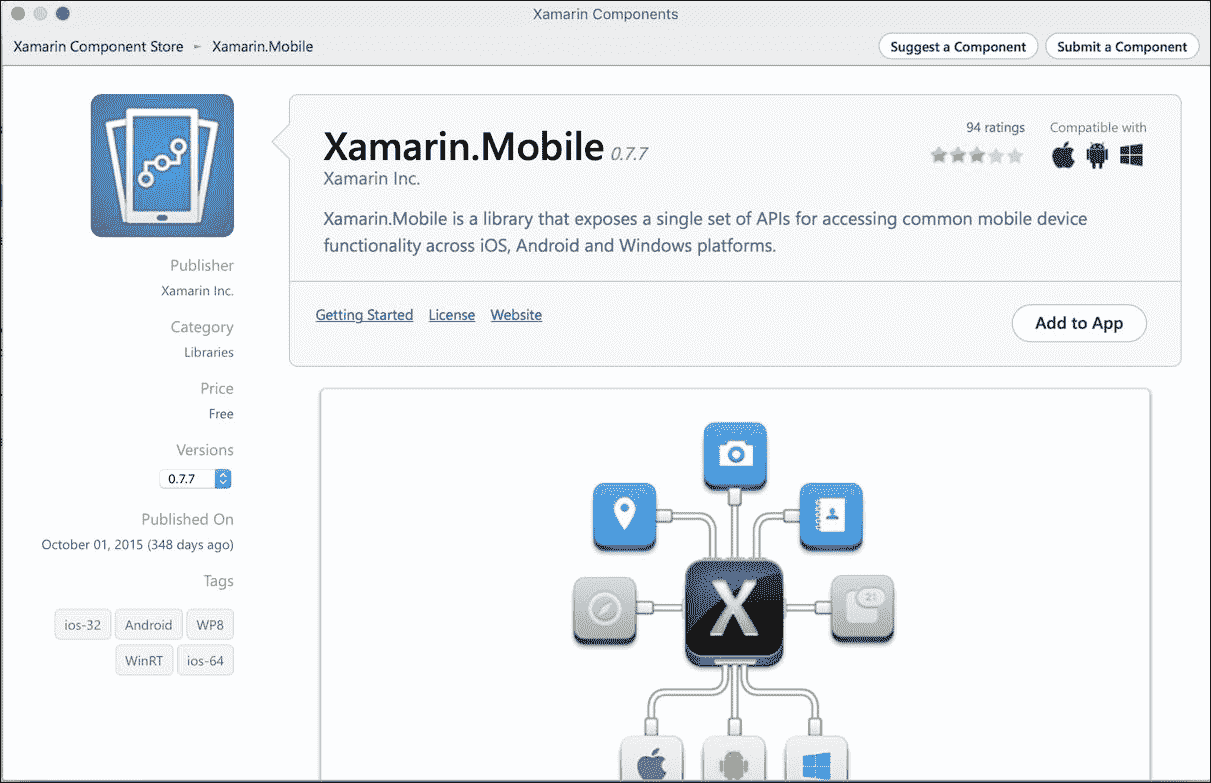 Xamarin Components
Xamarin Component Store ► Xamarin.Mobile
Suggest a Component
Submit a Component
Xamarin.Mobile 0.7.7
Xamarin Inc.
94 ratings
Compatible with
Xamarin.Mobile is a library that exposes a single set of APIs for accessing common mobile device
functionality across iOS, Android and Windows platforms.
Getting Started
License
Website
Add to App
Publisher
Xamarin Inc.
Category
Libraries
Price
Free
Versions
0.7.7
Published On
October 01, 2015 (348 days ago)
Tags
ios-32
Android
WP8
WinRT
ios-64
21
X